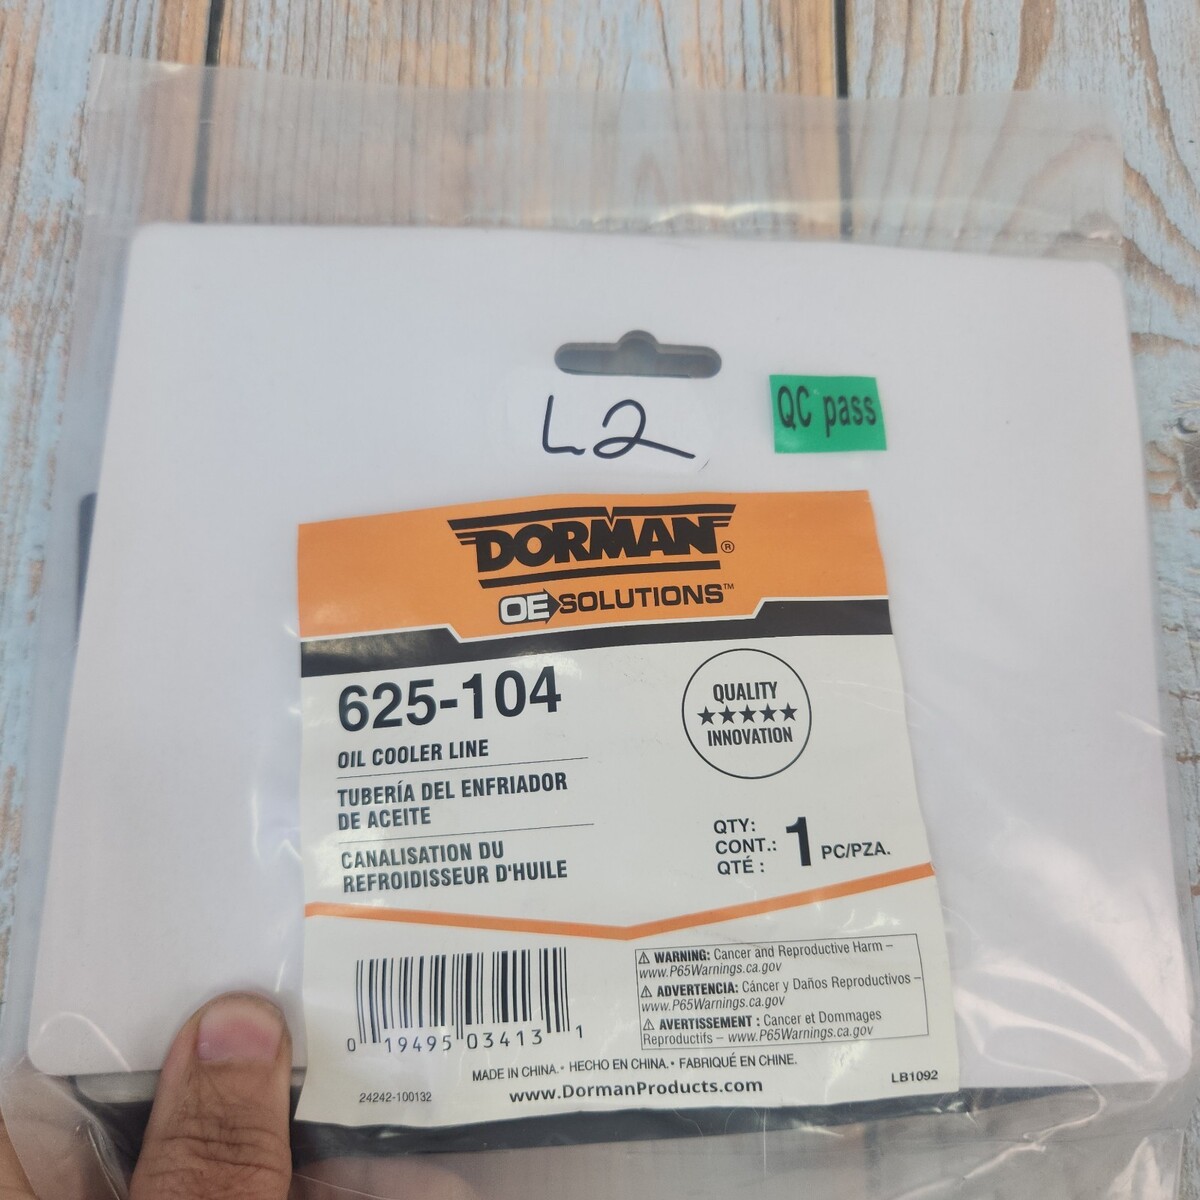 L2
QC pass
DORMAN®
OE SOLUTIONS™
625-104
OIL COOLER LINE
TUBERÍA DEL ENFRIADOR
DE ACEITE
CANALISATION DU
REFROIDISSEUR D'HUILE
QUALITY
★★★★★
INNOVATION
QTY:
CONT.:
QTÉ :
1 PC/PZA.
0 19495 03413 1
⚠ WARNING: Cancer and Reproductive Harm –
www.P65Warnings.ca.gov
⚠ ADVERTENCIA: Cáncer y Daños Reproductivos –
www.P65Warnings.ca.gov
⚠ AVERTISSEMENT : Cancer et Dommages
Reproductifs – www.P65Warnings.ca.gov
MADE IN CHINA. • HECHO EN CHINA. • FABRIQUÉ EN CHINE.
24242-100132
www.DormanProducts.com
LB1092